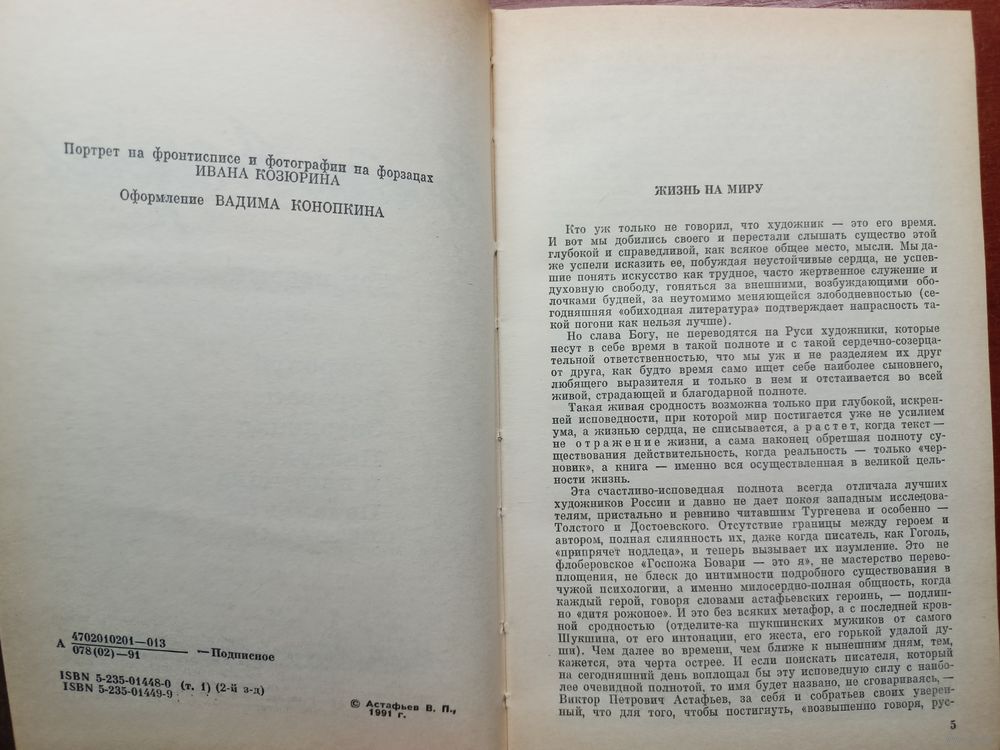 Портрет на фронтисписе и фотографии на форзацах
ИВАНА КОЗЮРИНА
Оформление ВАДИМА КОНОПКИНА
А 4702010201—013
078(02)—91 —Подписное
ISBN 5-235-01448-0 (т. 1) (2-й з-д)
ISBN 5-235-01449-9
© Астафьев В. П.,
1991 г.
ЖИЗНЬ НА МИРУ
Кто уж только не говорил, что художник — это его время.
И вот мы добились своего и перестали слышать существо этой
глубокой и справедливой, как всякое общее место, мысли. Мы да-
же успели исказить ее, побуждая неустойчивые сердца, не успев-
шие понять искусство как трудное, часто жертвенное служение и
духовную свободу, гоняться за внешними, возбуждающими обо-
лочками будней, за неутомимо меняющейся злободневностью (се-
годняшняя «обиходная литература» подтверждает напрасность та-
кой погони как нельзя лучше).
Но слава Богу, не переводятся на Руси художники, которые
несут в себе время в такой полноте и с такой сердечно-созерца-
тельной ответственностью, что мы уж и не разделяем их друг
от друга, как будто время само ищет себе наиболее сыновнего,
любящего выразителя и только в нем и отстаивается во всей
живой, страдающей и благодарной полноте.
Такая живая сродность возможна только при глубокой, искрен-
ней исповедности, при которой мир постигается уже не усилием
ума, а жизнью сердца, не списывается, а растет, когда текст —
не отражение жизни, а сама наконец обретшая полноту су-
ществования действительность, когда реальность — только «чер-
новик», а книга — именно вся осуществленная в великой цель-
ности жизнь.
Эта счастливо-исповедная полнота всегда отличала лучших
художников России и давно не дает покоя западным исследова-
телям, пристально и ревниво читавшим Тургенева и особенно —
Толстого и Достоевского. Отсутствие границы между героем и
автором, полная слиянность их, даже когда писатель, как Гоголь,
«припрячет подлеца», и теперь вызывает их изумление. Это не
флоберовское «Госпожа Бовари — это я», не мастерство перево-
площения, не блеск до интимности подробного существования в
чужой психологии, а именно милосердно-полная общность, когда
каждый герой, говоря словами астафьевских героинь, — подлин-
но «дитя рожоное». И это без всяких метафор, а с последней кров-
ной сродностью (отделите-ка шукшинских мужиков от самого
Шукшина, от его интонации, его жеста, его горькой удалой ду-
ши). Чем далее во времени, чем ближе к нынешним дням, тем,
кажется, эта черта острее. И если поискать писателя, который
на сегодняшний день воплощал бы эту исповедную силу с наибо-
лее очевидной полнотой, то имя будет названо, не сговариваясь, —
Виктор Петрович Астафьев, за себя и собратьев своих уверен-
ный, что для того, чтобы постигнуть, «возвышенно говоря, рус-
5